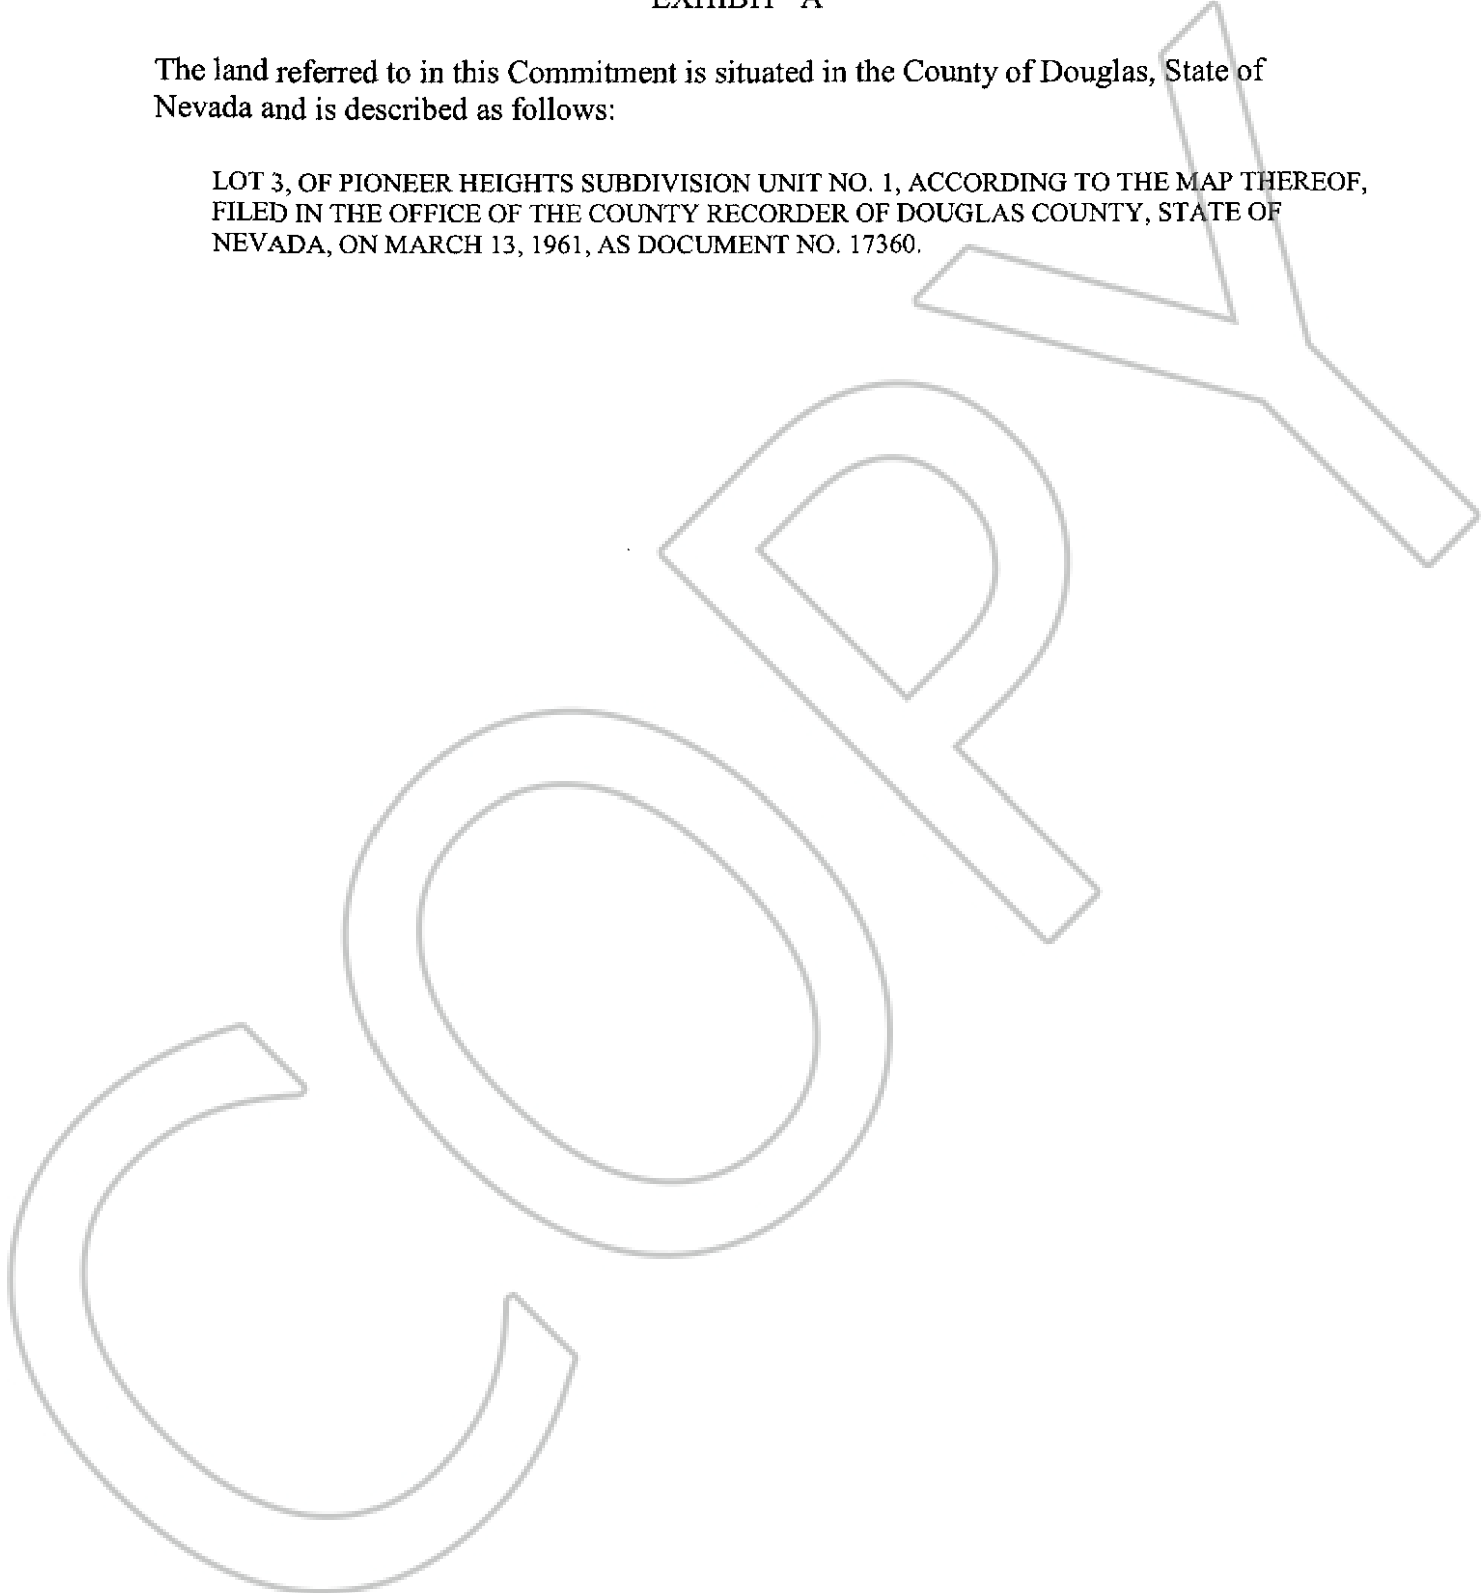 EXHIBIT "A"
The land referred to in this Commitment is situated in the County of Douglas, State of
Nevada and is described as follows:
LOT 3, OF PIONEER HEIGHTS SUBDIVISION UNIT NO. 1, ACCORDING TO THE MAP THEREOF,
FILED IN THE OFFICE OF THE COUNTY RECORDER OF DOUGLAS COUNTY, STATE OF
NEVADA, ON MARCH 13, 1961, AS DOCUMENT NO. 17360.
COPY